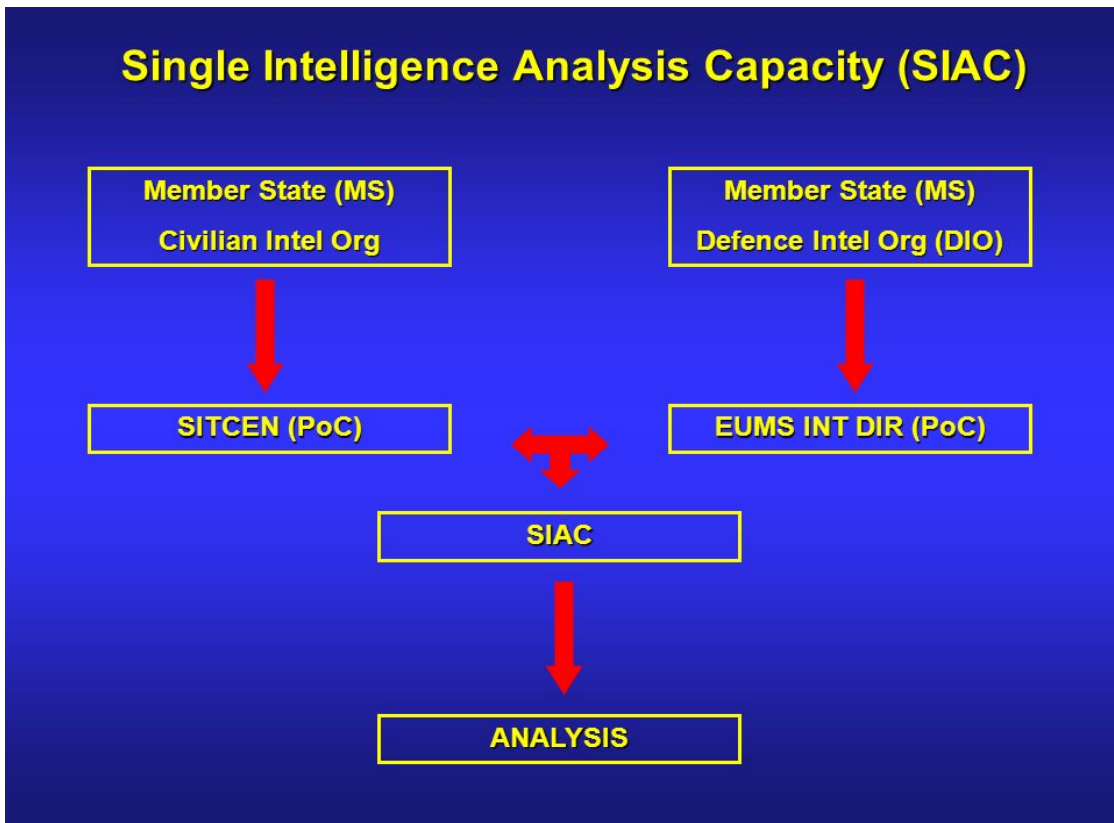 Single Intelligence Analysis Capacity (SIAC)
Member State (MS)
Civilian Intel Org
Member State (MS)
Defence Intel Org (DIO)
SITCEN (PoC)
EUMS INT DIR (PoC)
SIAC
ANALYSIS